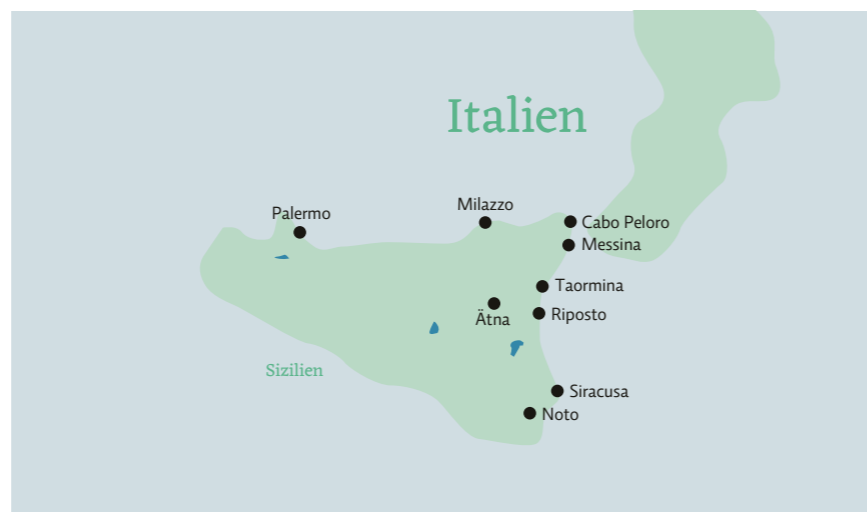 Italien
Milazzo
Palermo
Cabo Peloro
Messina
Taormina
Ätna
Riposto
Sizilien
Siracusa
Noto